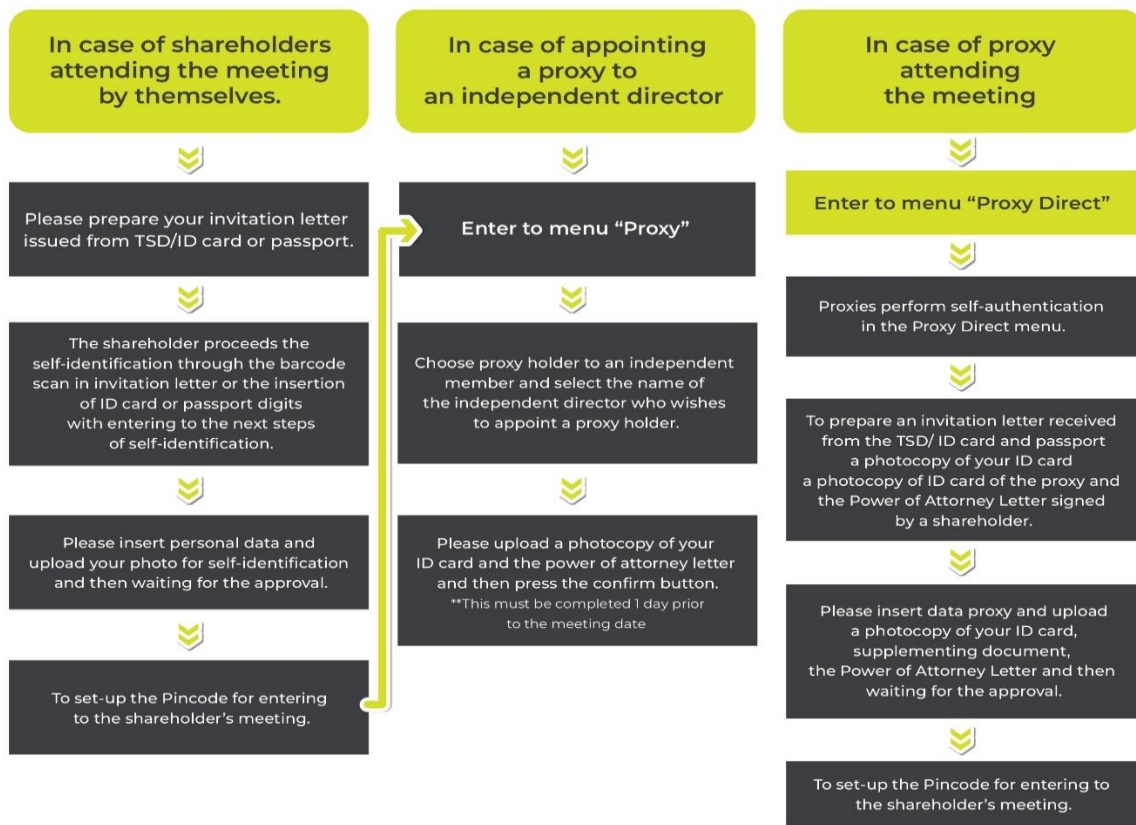 In case of shareholders
attending the meeting
by themselves.
Please prepare your invitation letter
issued from TSD/ID card or passport.
The shareholder proceeds the
self-identification through the barcode
scan in invitation letter or the insertion
of ID card or passport digits
with entering to the next steps
of self-identification.
Please insert personal data and
upload your photo for self-identification
and then waiting for the approval.
To set-up the Pincode for entering
to the shareholder's meeting.
In case of appointing
a proxy to
an independent director
Enter to menu “Proxy”
Choose proxy holder to an independent
member and select the name of
the independent director who wishes
to appoint a proxy holder.
Please upload a photocopy of your
ID card and the power of attorney letter
and then press the confirm button.
**This must be completed 1 day prior
to the meeting date
In case of proxy
attending
the meeting
Enter to menu “Proxy Direct”
Proxies perform self-authentication
in the Proxy Direct menu.
To prepare an invitation letter received
from the TSD/ ID card and passport
a photocopy of your ID card
a photocopy of ID card of the proxy and
the Power of Attorney Letter signed
by a shareholder.
Please insert data proxy and upload
a photocopy of your ID card,
supplementing document,
the Power of Attorney Letter and then
waiting for the approval.
To set-up the Pincode for entering to
the shareholder's meeting.